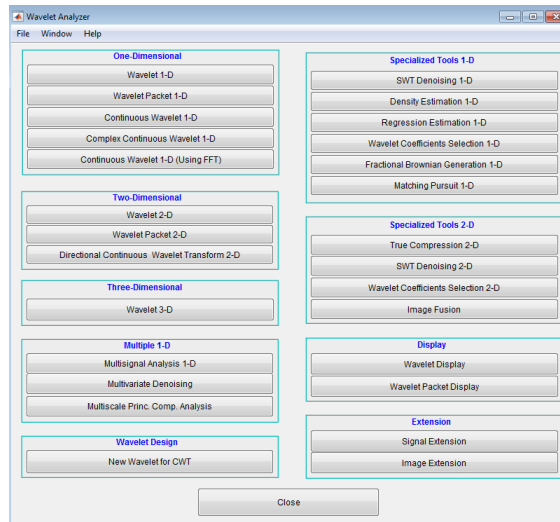 Wavelet Analyzer
File Window Help
One-Dimensional
Wavelet 1-D
Wavelet Packet 1-D
Continuous Wavelet 1-D
Complex Continuous Wavelet 1-D
Continuous Wavelet 1-D (Using FFT)
Two-Dimensional
Wavelet 2-D
Wavelet Packet 2-D
Directional Continuous Wavelet Transform 2-D
Three-Dimensional
Wavelet 3-D
Multiple 1-D
Multisignal Analysis 1-D
Multivariate Denoising
Multiscale Princ. Comp. Analysis
Wavelet Design
New Wavelet for CWT
Specialized Tools 1-D
SWT Denoising 1-D
Density Estimation 1-D
Regression Estimation 1-D
Wavelet Coefficients Selection 1-D
Fractional Brownian Generation 1-D
Matching Pursuit 1-D
Specialized Tools 2-D
True Compression 2-D
SWT Denoising 2-D
Wavelet Coefficients Selection 2-D
Image Fusion
Display
Wavelet Display
Wavelet Packet Display
Extension
Signal Extension
Image Extension
Close